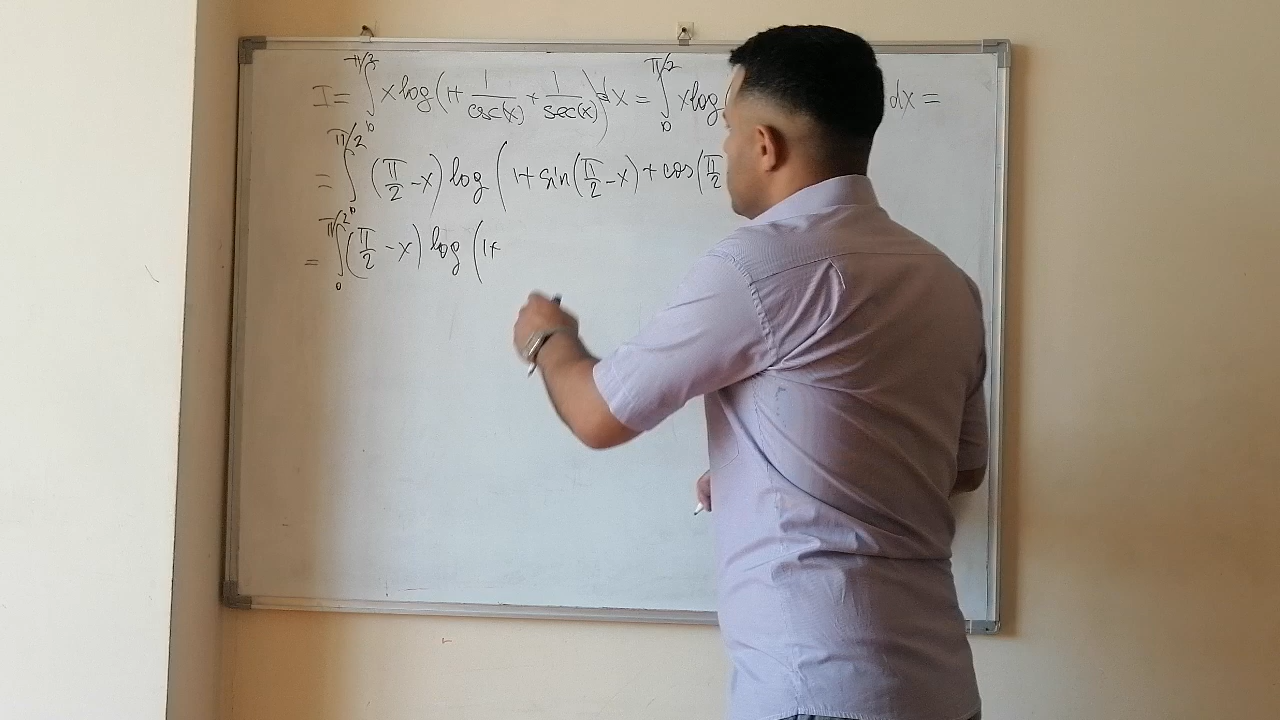 I = ∫₀^{π/2} x log(1 + 1/csc(x) + 1/sec(x)) dx = ∫₀^{π/2} x log dx =
= ∫₀^{π/2} (π/2 - x) log (1 + sin(π/2 - x) + cos(π/2
= ∫₀^{π/2} (π/2 - x) log (1+